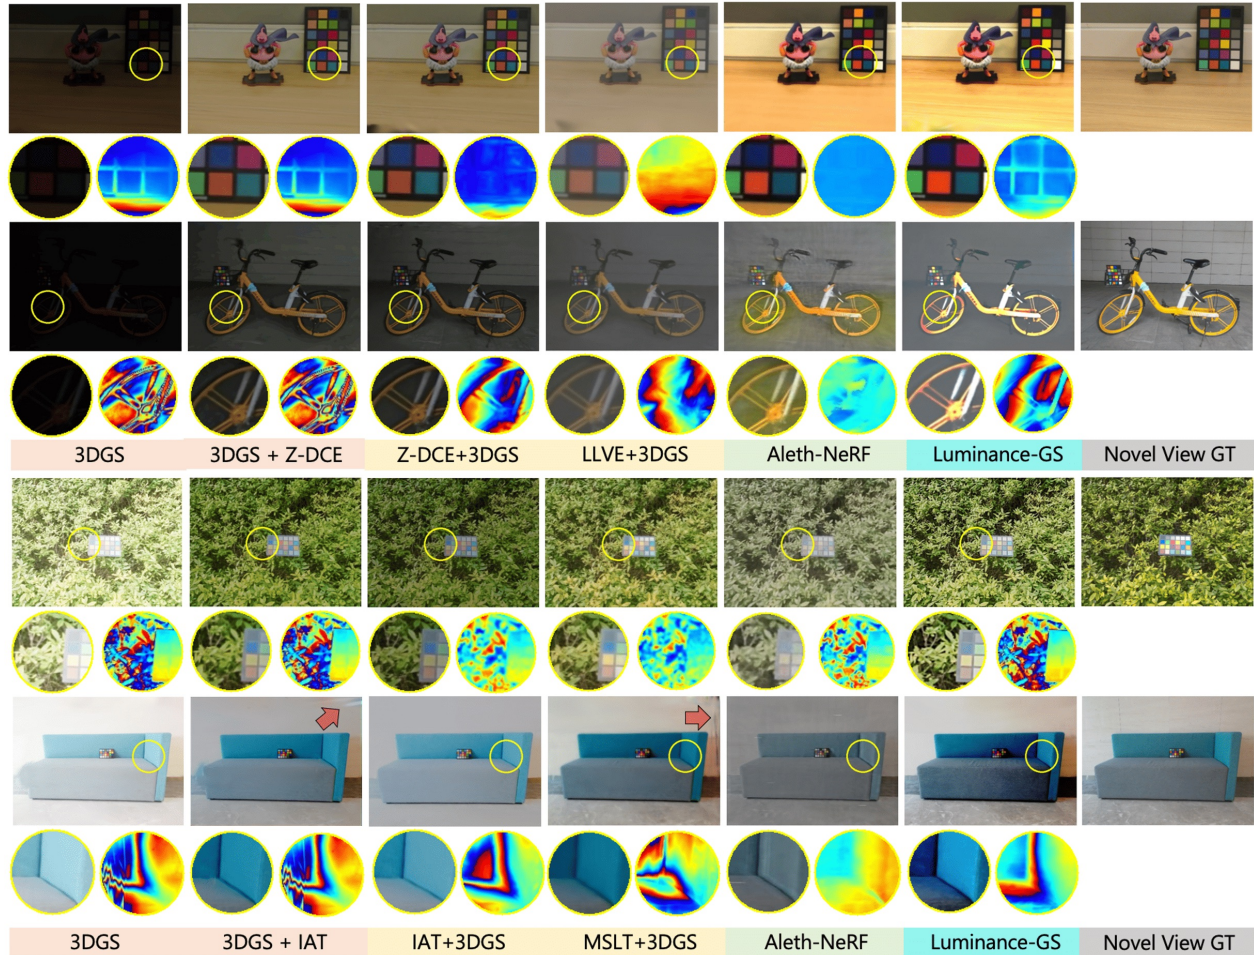 3DGS
3DGS + Z-DCE
Z-DCE+3DGS
LLVE+3DGS
Aleth-NeRF
Luminance-GS
Novel View GT
3DGS
3DGS + IAT
IAT+3DGS
MSLT+3DGS
Aleth-NeRF
Luminance-GS
Novel View GT